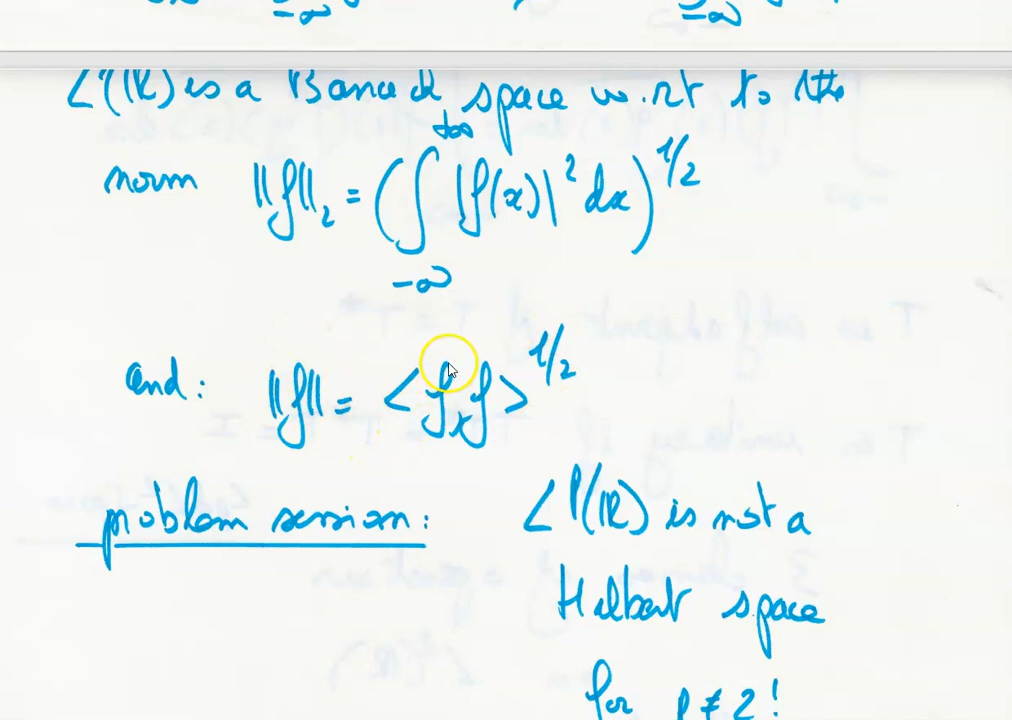 -∞ -∞
L²(ℝ) is a Banach space w.r.t to the
norm ‖f‖₂ = ( ∫_{-∞}^{+∞} |f(x)|² dx )^{1/2}
and: ‖f‖ = <f, f>^{1/2}
problem session: L^p(ℝ) is not a
Hilbert space
for p ≠ 2!